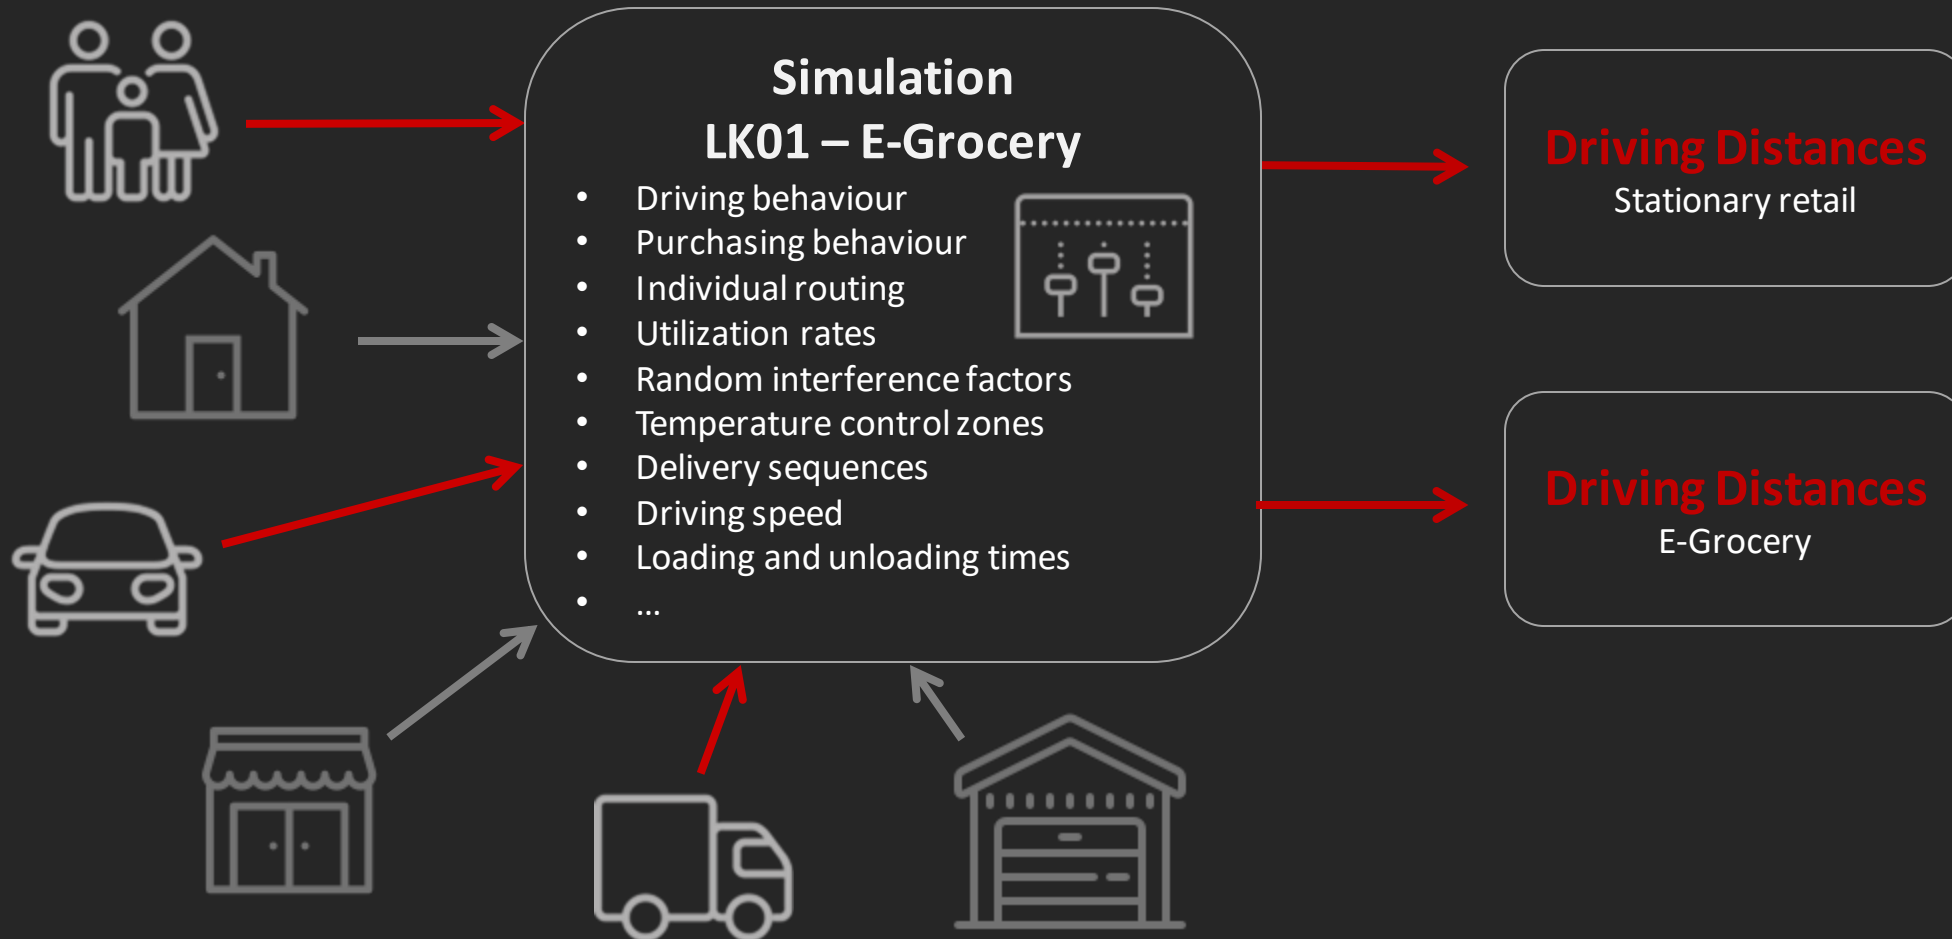 Simulation
LK01 – E-Grocery
• Driving behaviour
• Purchasing behaviour
• Individual routing
• Utilization rates
• Random interference factors
• Temperature control zones
• Delivery sequences
• Driving speed
• Loading and unloading times
• ...
Driving Distances
Stationary retail
Driving Distances
E-Grocery